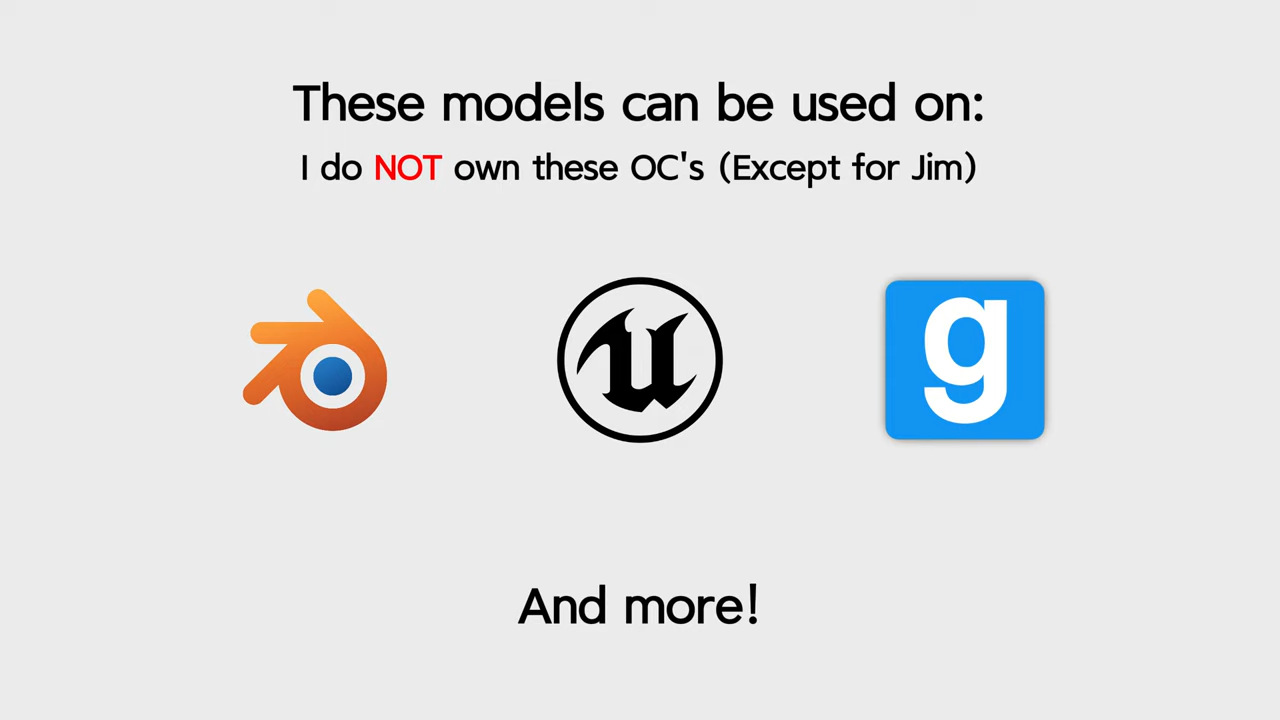 These models can be used on:
I do NOT own these OC's (Except for Jim)
g
And more!